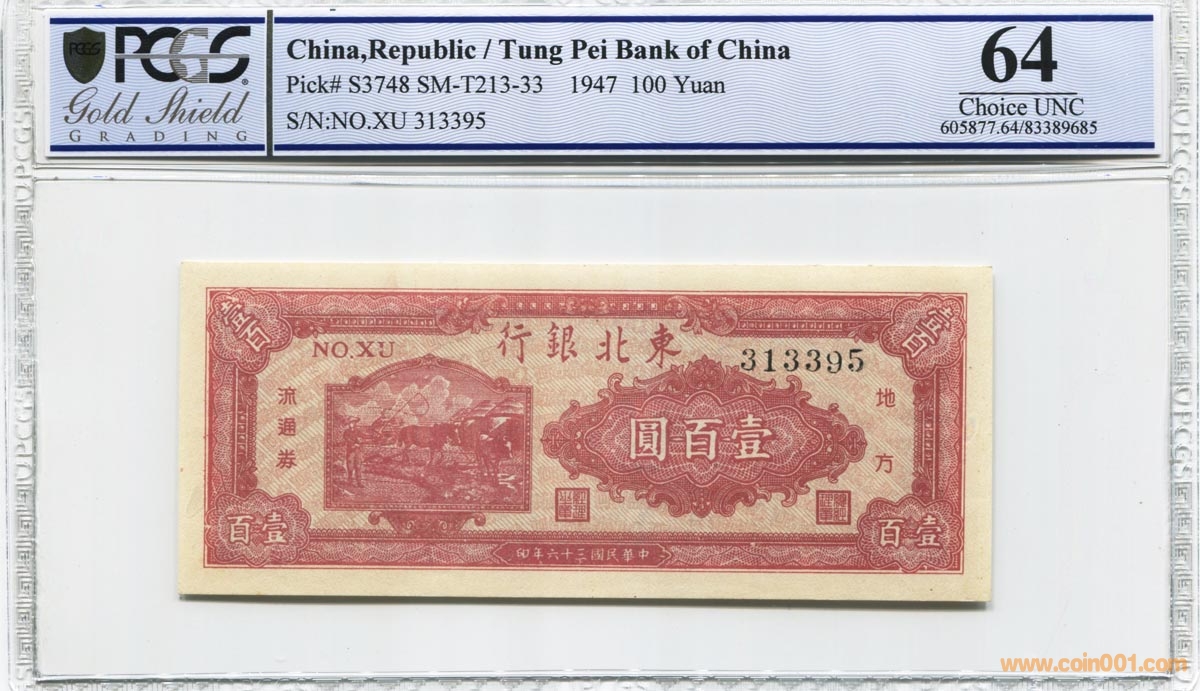 PCGS
PCGS
Gold Shield
GRADING
China,Republic / Tung Pei Bank of China
Pick# S3748 SM-T213-33 1947 100 Yuan
S/N:NO.XU 313395
64
Choice UNC
605877.64/83389685
壹百
壹百
行銀北東
NO.XU
313395
流通券
地方
圓百壹
百壹
壹百
印年六十三國民華中
www.coin001.com